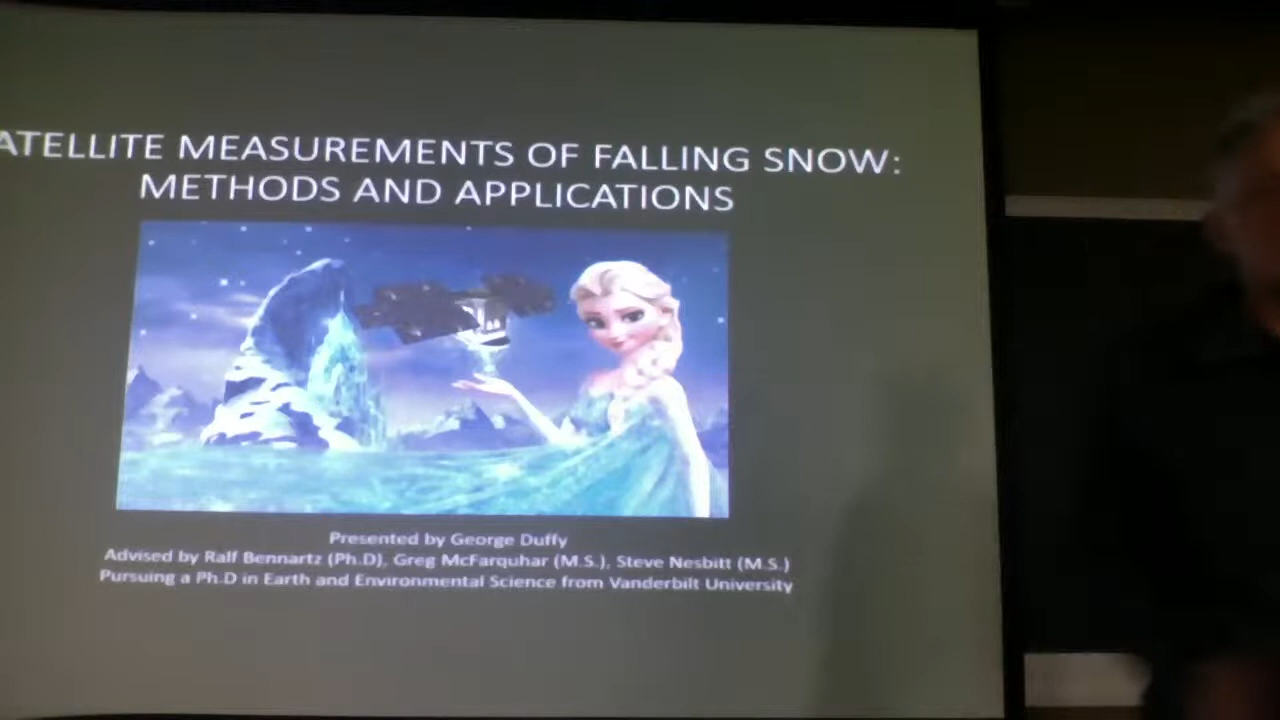 ATELLITE MEASUREMENTS OF FALLING SNOW:
METHODS AND APPLICATIONS
Presented by George Duffy
Advised by Ralf Bennartz (Ph.D), Greg McFarquhar (M.S.), Steve Nesbitt (M.S.)
Pursuing a Ph.D in Earth and Environmental Science from Vanderbilt University